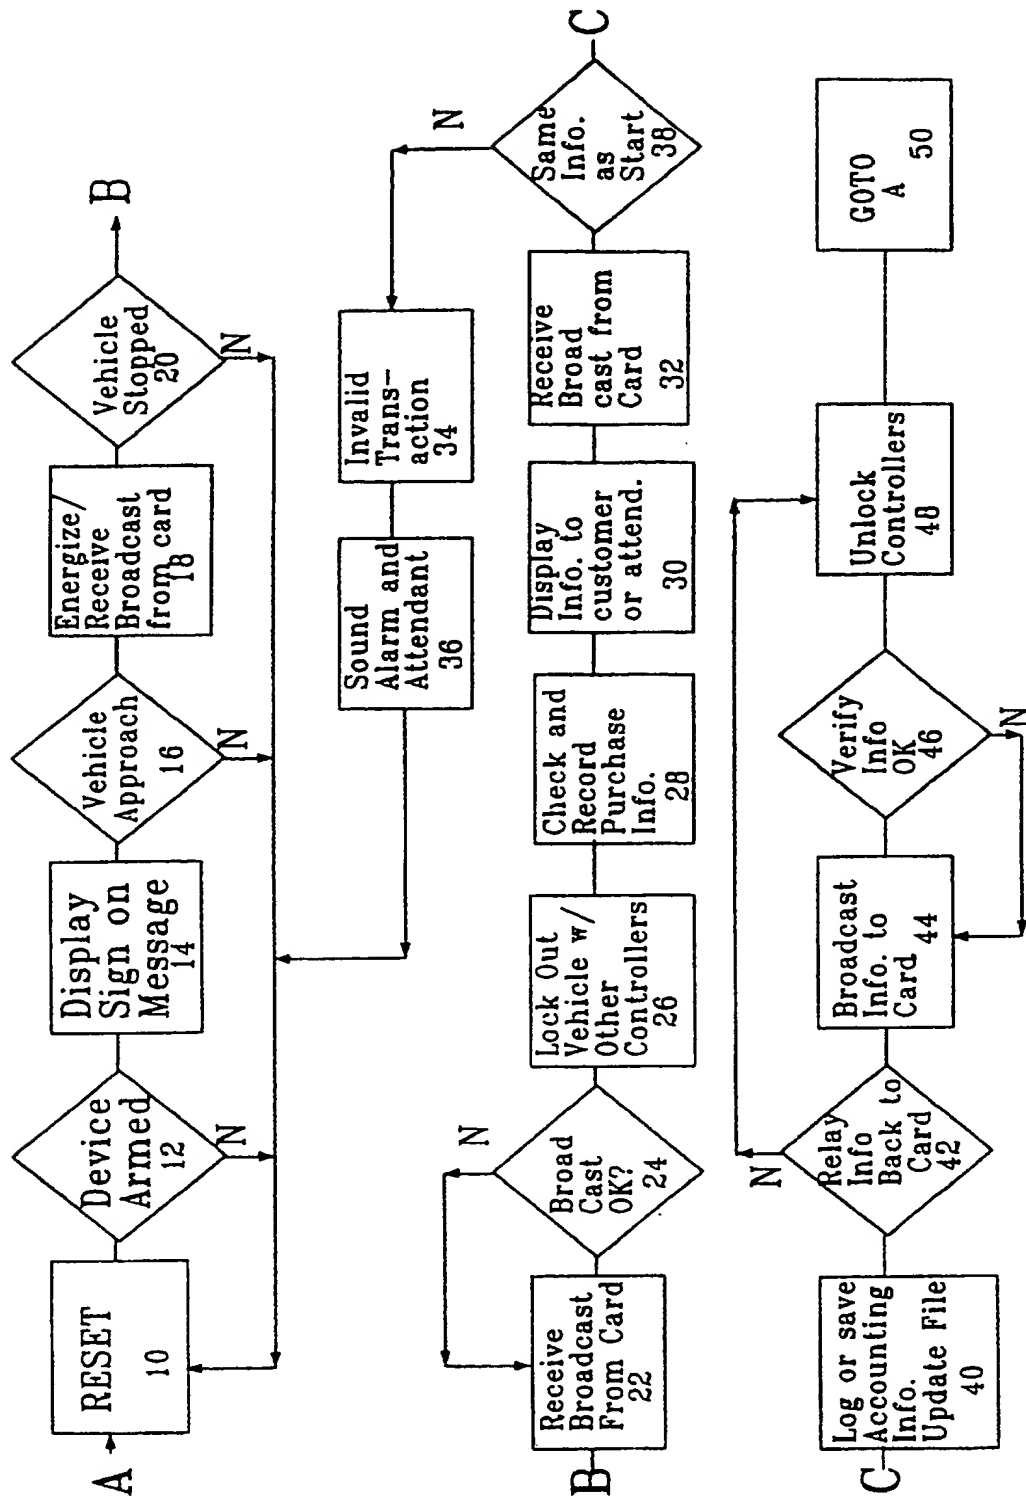 A
RESET
10
Device
Armed
12
N
Display
Sign on
Message
14
Vehicle
Approach
16
N
Energize/
Receive
Broadcast
from card
18
Vehicle
Stopped
20
N
B
Sound
Alarm and
Attendant
36
Invalid
Trans-
action
34
N
B
Receive
Broadcast
From Card
22
N
Broad
Cast
OK?
24
Lock Out
Vehicle w/
Other
Controllers
26
Check and
Record
Purchase
Info.
28
Display
Info. to
customer
or attend.
30
Receive
Broad
cast from
Card
32
Same
Info.
as
Start
38
C
C
Log or save
Accounting
Info.
Update File
40
N
Relay
Info
Back to
Card
42
Broadcast
Info. to
Card
44
Verify
Info
OK
46
N
Unlock
Controllers
48
GOTO
A
50